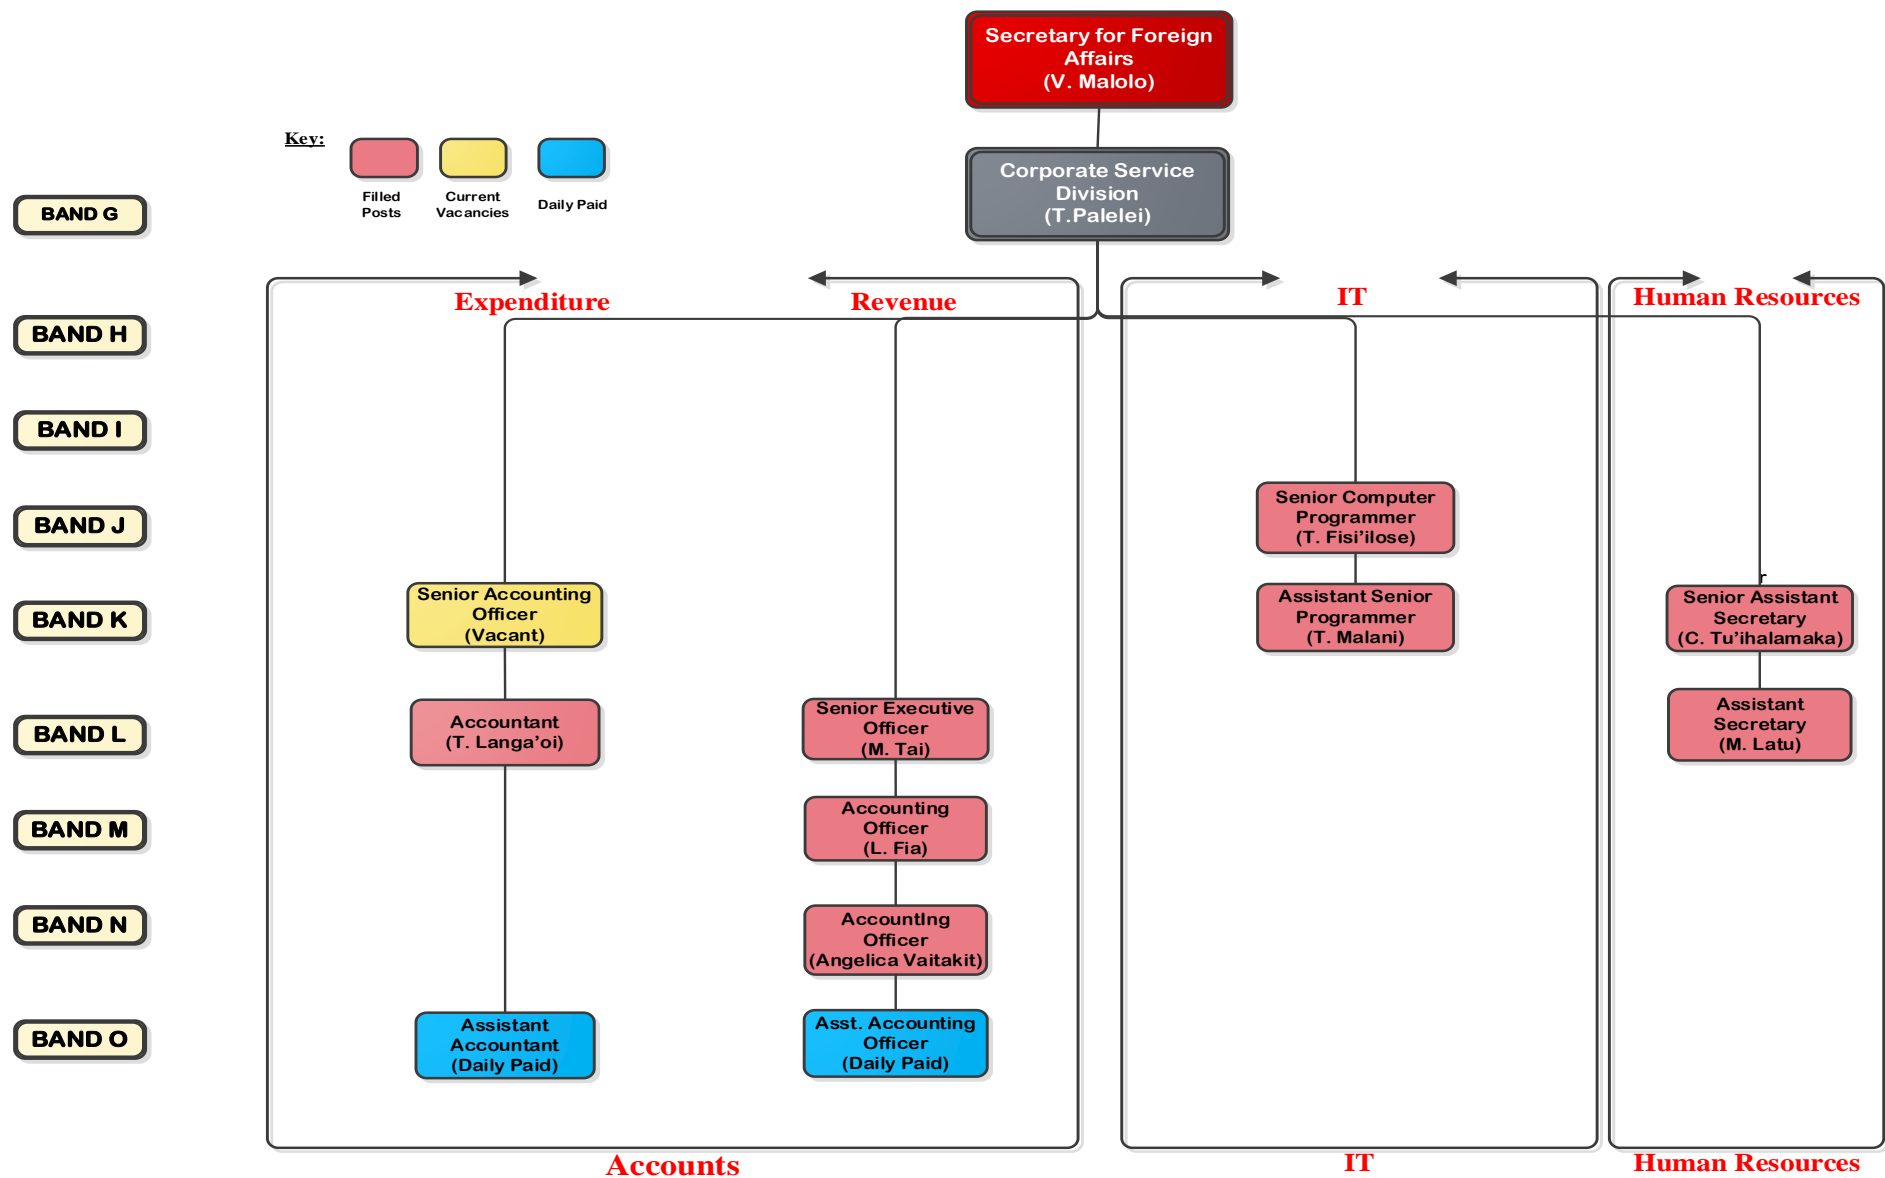 Secretary for Foreign
Affairs
(V. Malolo)
Key:
Filled
Posts
Current
Vacancies
Daily Paid
Corporate Service
Division
(T.Palelei)
BAND G
Expenditure
Revenue
IT
Human Resources
BAND H
BAND I
BAND J
Senior Computer
Programmer
(T. Fisi’ilose)
r
BAND K
Senior Accounting
Officer
(Vacant)
Assistant Senior
Programmer
(T. Malani)
Senior Assistant
Secretary
(C. Tu’ihalamaka)
BAND L
Accountant
(T. Langa’oi)
Senior Executive
Officer
(M. Tai)
Assistant
Secretary
(M. Latu)
BAND M
Accounting
Officer
(L. Fia)
BAND N
AccountIng
Officer
(Angelica Vaitakit)
BAND O
Assistant
Accountant
(Daily Paid)
Asst. Accounting
Officer
(Daily Paid)
Accounts
IT
Human Resources